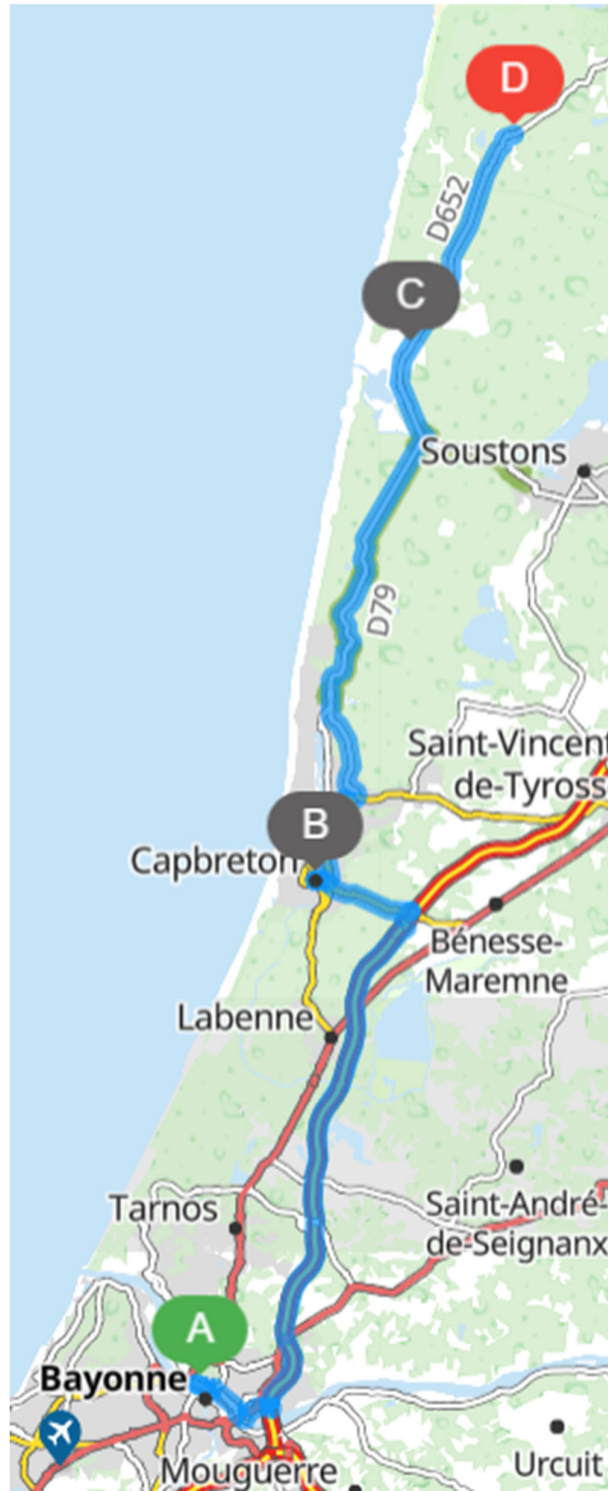 D
D652
C
Soustons
D79
Saint-Vincent
de-Tyross
B
Capbreton
Bénesse-
Maremne
Labenne
Saint-André-
de-Seignanx
Tarnos
A
Bayonne
Mouguerre
Urcuit